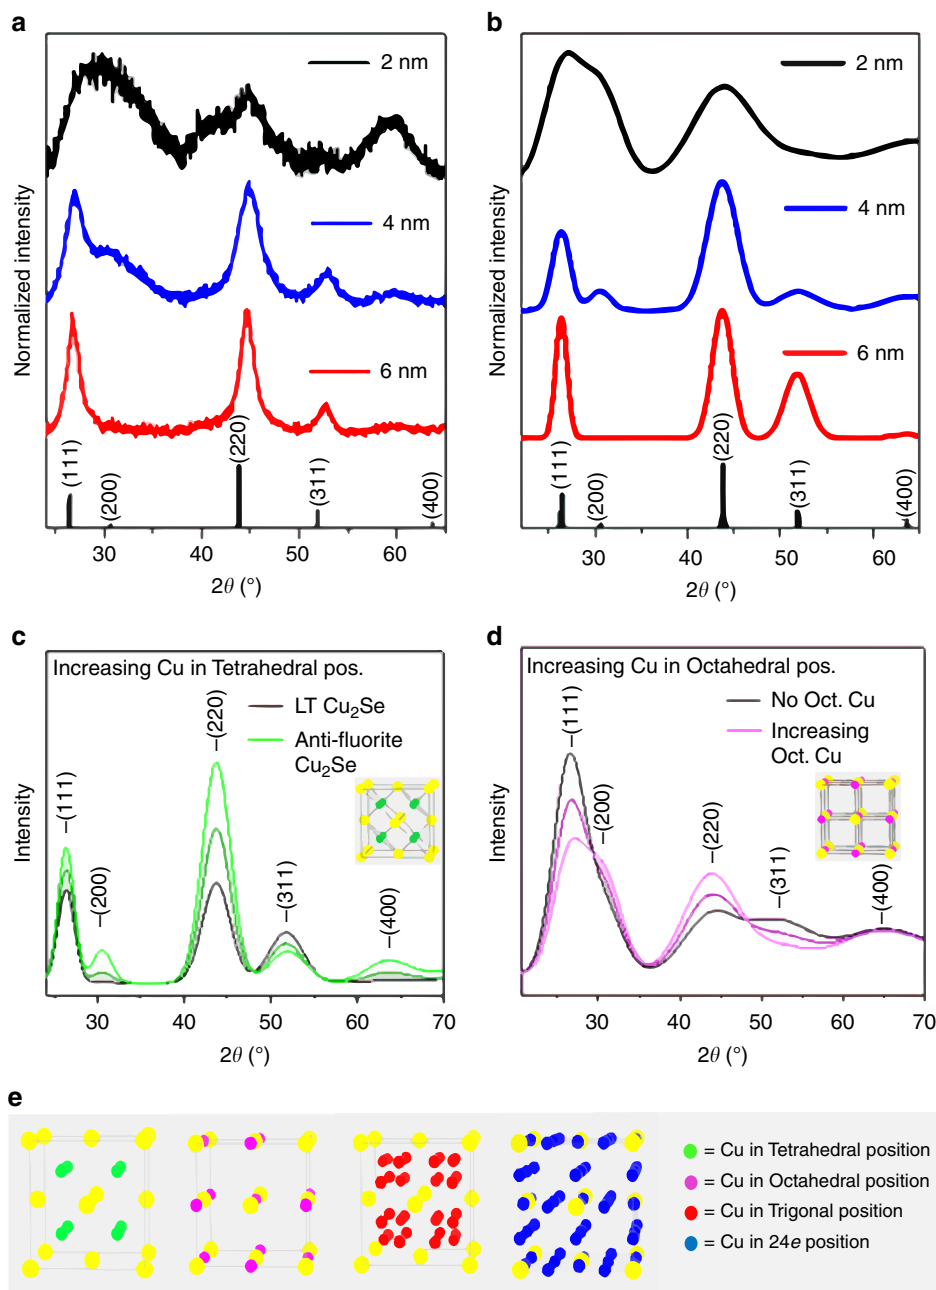 a
Normalized intensity
2 nm
4 nm
6 nm
(111)
(200)
(220)
(311)
(400)
30
40
50
60
2θ (°)
b
Normalized intensity
2 nm
4 nm
6 nm
(111)
(200)
(220)
(311)
(400)
30
40
50
60
2θ (°)
c
Increasing Cu in Tetrahedral pos.
LT Cu₂Se
Anti-fluorite
Cu₂Se
Intensity
–(111)
–(200)
–(220)
–(311)
–(400)
30
40
50
60
70
2θ (°)
d
Increasing Cu in Octahedral pos.
No Oct. Cu
Increasing
Oct. Cu
Intensity
–(111)
–(200)
–(220)
–(311)
–(400)
30
40
50
60
70
2θ (°)
e
= Cu in Tetrahedral position
= Cu in Octahedral position
= Cu in Trigonal position
= Cu in 24e position